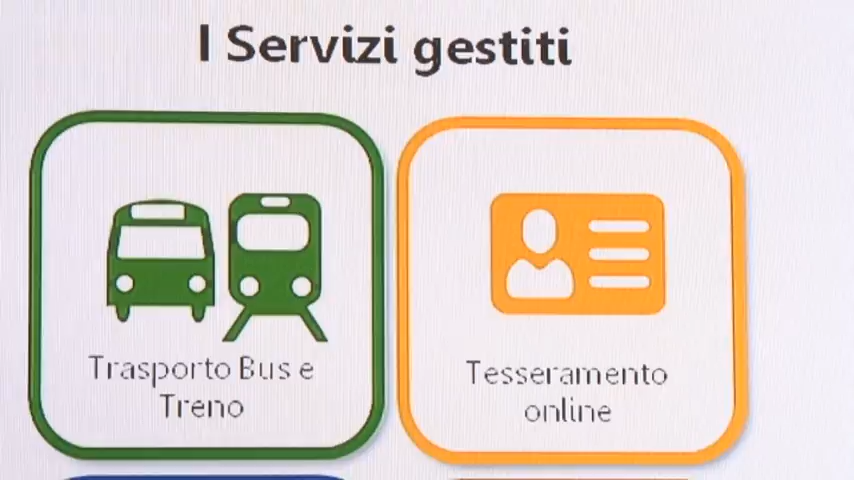 I Servizi gestiti
Trasporto Bus e
Treno
Tesseramento
online